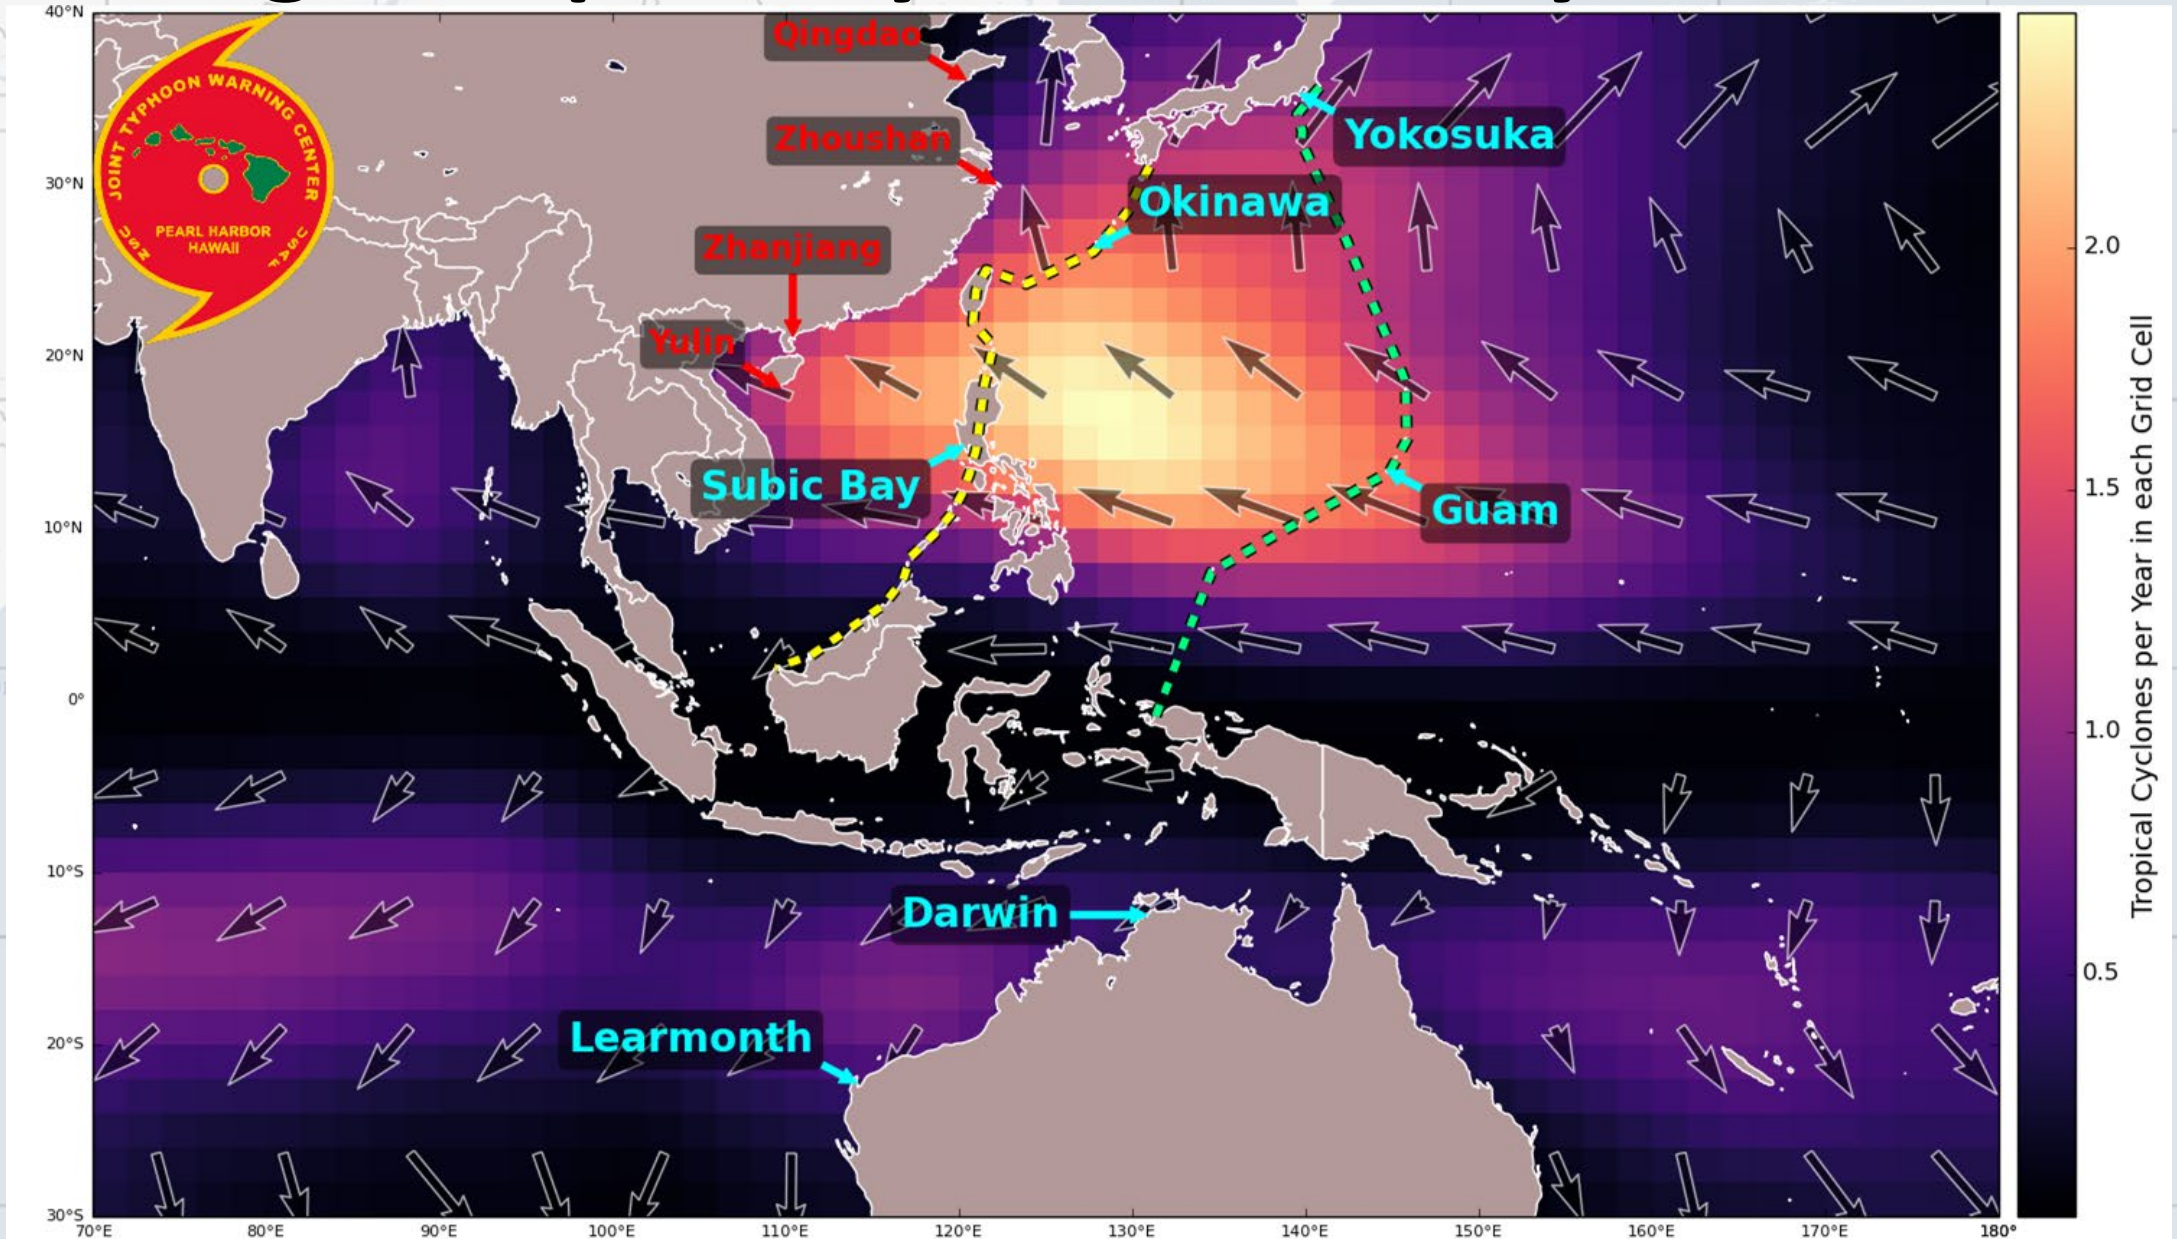 40°N
30°N
20°N
10°N
0°
10°S
20°S
30°S
JOINT TYPHOON WARNING CENTER
PEARL HARBOR
HAWAII
USN
USAF
Qingdao
Zhoushan
Zhanjiang
Yulin
Yokosuka
Okinawa
Subic Bay
Guam
Darwin
Learmonth
70°E
80°E
90°E
100°E
110°E
120°E
130°E
140°E
150°E
160°E
170°E
180°
2.0
1.5
1.0
0.5
Tropical Cyclones per Year in each Grid Cell